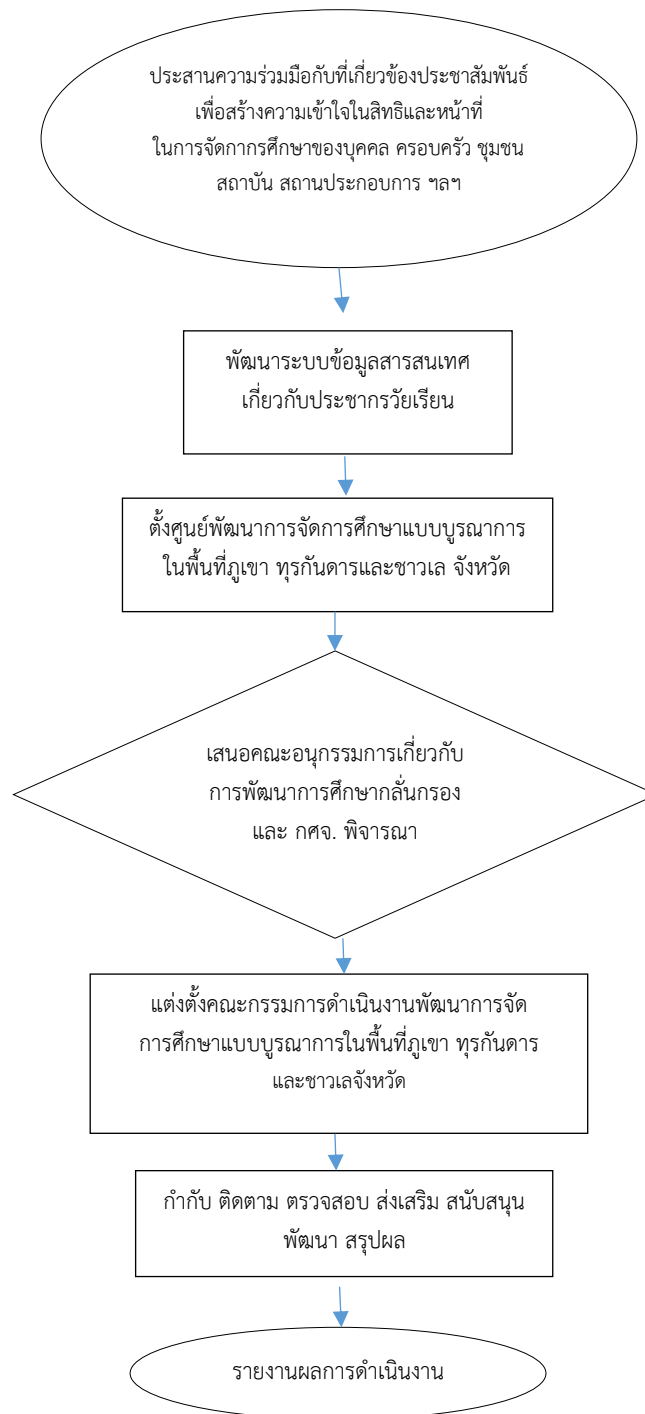 ประสานความร่วมมือกับที่เกี่ยวข้องประชาสัมพันธ์
เพื่อสร้างความเข้าใจในสิทธิและหน้าที่
ในการจัดกากรศึกษาของบุคคล ครอบครัว ชุมชน
สถาบัน สถานประกอบการ ฯลฯ
พัฒนาระบบข้อมูลสารสนเทศ
เกี่ยวกับประชากรวัยเรียน
ตั้งศูนย์พัฒนาการจัดการศึกษาแบบบูรณาการ
ในพื้นที่ภูเขา ทุรกันดารและชาวเล จังหวัด
เสนอคณะอนุกรรมการเกี่ยวกับ
การพัฒนาการศึกษากลั่นกรอง
และ กศจ. พิจารณา
แต่งตั้งคณะกรรมการดำเนินงานพัฒนาการจัด
การศึกษาแบบบูรณาการในพื้นที่ภูเขา ทุรกันดาร
และชาวเลจังหวัด
กำกับ ติดตาม ตรวจสอบ ส่งเสริม สนับสนุน
พัฒนา สรุปผล
รายงานผลการดำเนินงาน